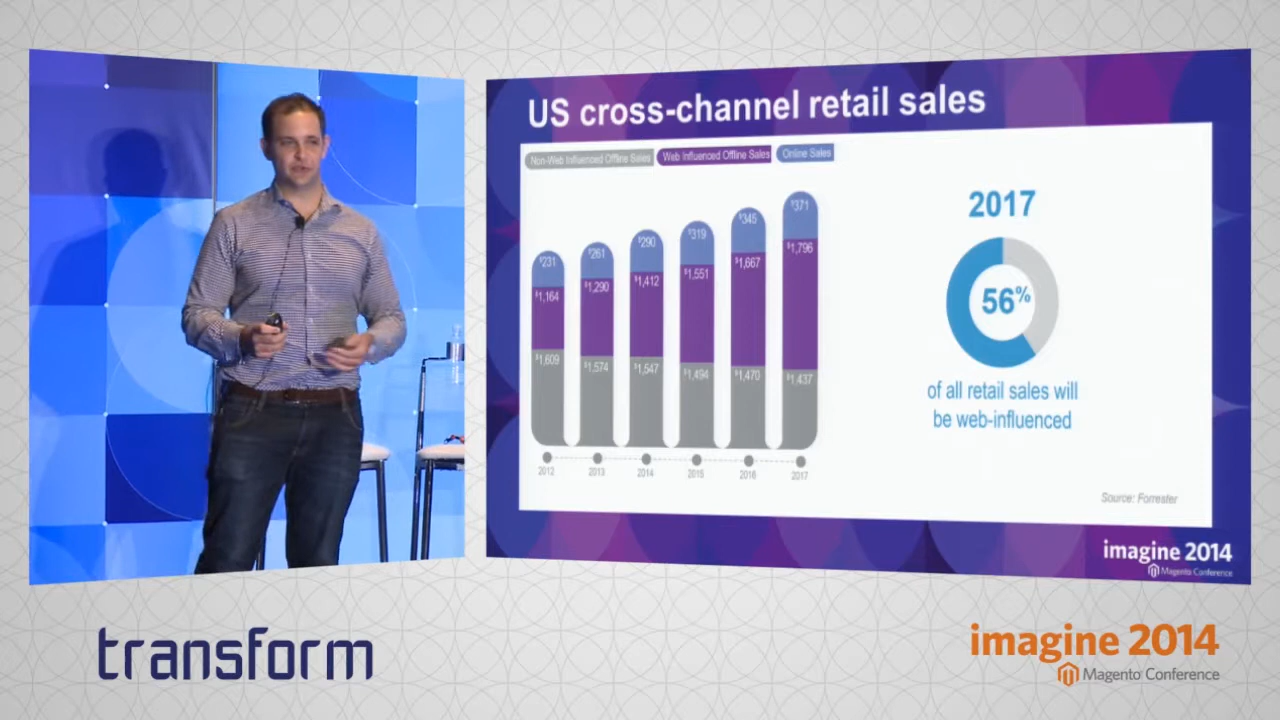 US cross-channel retail sales
Non-Web Influenced Offline Sales Web Influenced Offline Sales Online Sales
$231 $261 $290 $319 $345 $371
$1,164 $1,290 $1,412 $1,551 $1,667 $1,796
$1,609 $1,574 $1,547 $1,494 $1,470 $1,437
2012 2013 2014 2015 2016 2017
2017
56%
of all retail sales will
be web-influenced
Source: Forrester
imagine 2014
Magento Conference
transform
imagine 2014
Magento Conference